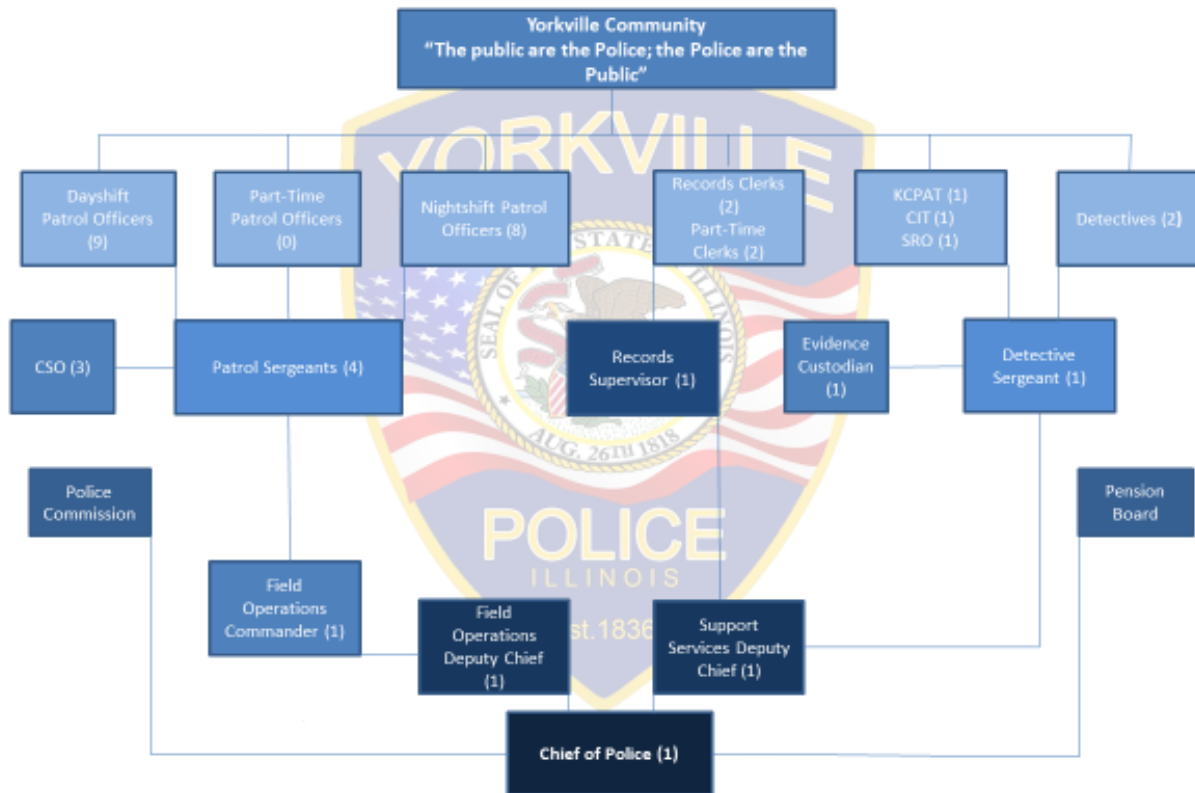 Yorkville Community
“The public are the Police; the Police are the
Public”
YORKVILLE
Dayshift
Patrol Officers
(9)
Part-Time
Patrol Officers
(0)
Nightshift Patrol
Officers (8)
Records Clerks
(2)
Part-Time
Clerks (2)
KCPAT (1)
CIT (1)
SRO (1)
Detectives (2)
SEAL OF STATE ILLINOIS
AUG. 26TH 1818
CSO (3)
Patrol Sergeants (4)
Records
Supervisor (1)
Evidence
Custodian
(1)
Detective
Sergeant (1)
Police
Commission
Pension
Board
POLICE
ILLINOIS
st.1836
Field
Operations
Commander (1)
Field
Operations
Deputy Chief
(1)
Support
Services Deputy
Chief (1)
Chief of Police (1)